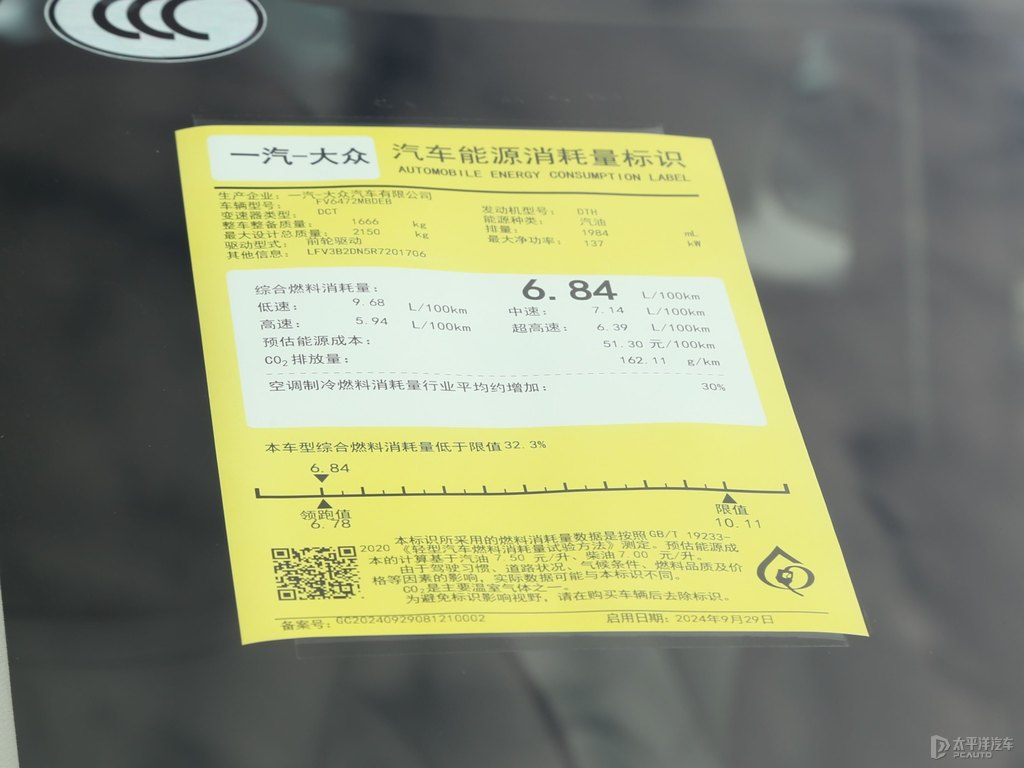 CCC
一汽-大众 汽车能源消耗量标识
AUTOMOBILE ENERGY CONSUMPTION LABEL
生产企业: 一汽-大众汽车有限公司
车辆型号: FV6472MBDEB 发动机型号: DTH
变速器类型: DCT 能源种类: 汽油
整车整备质量: 1666 kg 排量: 1984 mL
最大设计总质量: 2150 kg 最大净功率: 137 kW
驱动型式: 前轮驱动
其他信息: LFV3B2DN5R7201706
综合燃料消耗量: 6.84 L/100km
低速: 9.68 L/100km 中速: 7.14 L/100km
高速: 5.94 L/100km 超高速: 6.39 L/100km
预估能源成本: 51.30 元/100km
CO2排放量: 162.11 g/km
空调制冷燃料消耗量行业平均约增加: 30%
本车型综合燃料消耗量低于限值32.3%
6.84
领跑值 限值
6.78 10.11
本标识所采用的燃料消耗量数据是按照GB/T 19233-
2020 《轻型汽车燃料消耗量试验方法》测定。预估能源成
本的计算基于汽油 7.50 元/升、柴油7.00 元/升。
由于驾驶习惯、道路状况、气候条件、燃料品质及价
格等因素的影响,实际数据可能与本标识不同。
CO2是主要温室气体之一。
为避免标识影响视野,请在购买车辆后去除标识。
备案号: GC20240929081210002 启用日期: 2024年9月29日
太平洋汽车
PCAUTO